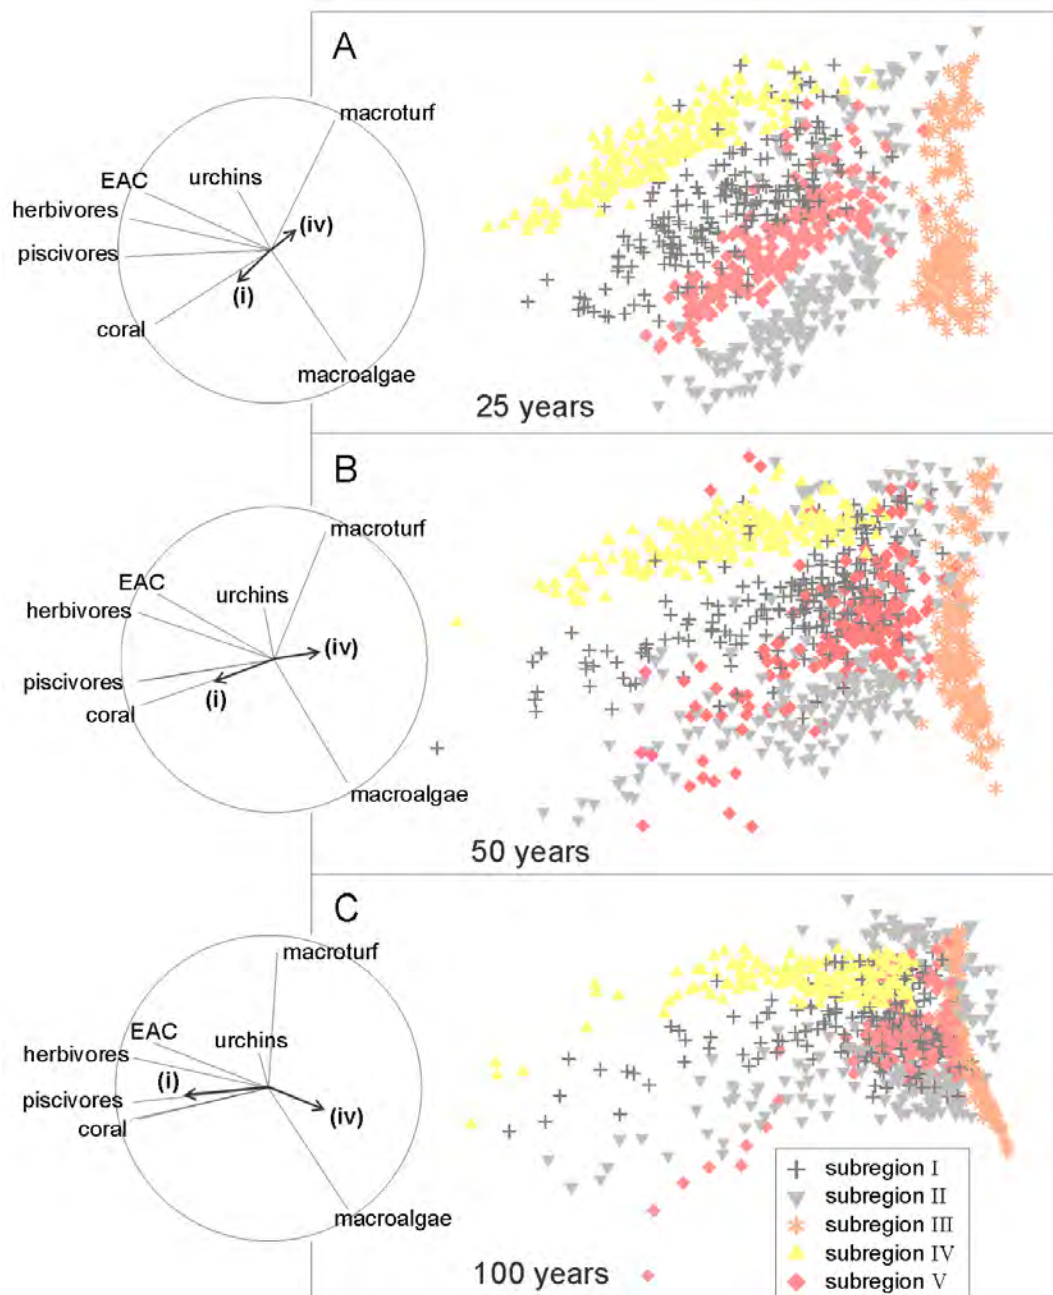 A
macroturf
EAC
urchins
herbivores
(iv)
piscivores
(i)
coral
macroalgae
25 years
B
macroturf
EAC
urchins
herbivores
(iv)
piscivores
(i)
coral
macroalgae
50 years
C
macroturf
EAC
urchins
herbivores
(i)
piscivores
(iv)
coral
macroalgae
100 years
subregion I
subregion II
subregion III
subregion IV
subregion V